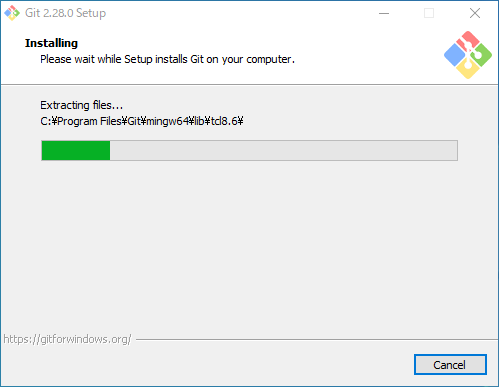 Git 2.28.0 Setup
Installing
Please wait while Setup installs Git on your computer.
Extracting files...
C:¥Program Files¥Git¥mingw64¥lib¥tcl8.6¥
https://gitforwindows.org/
Cancel